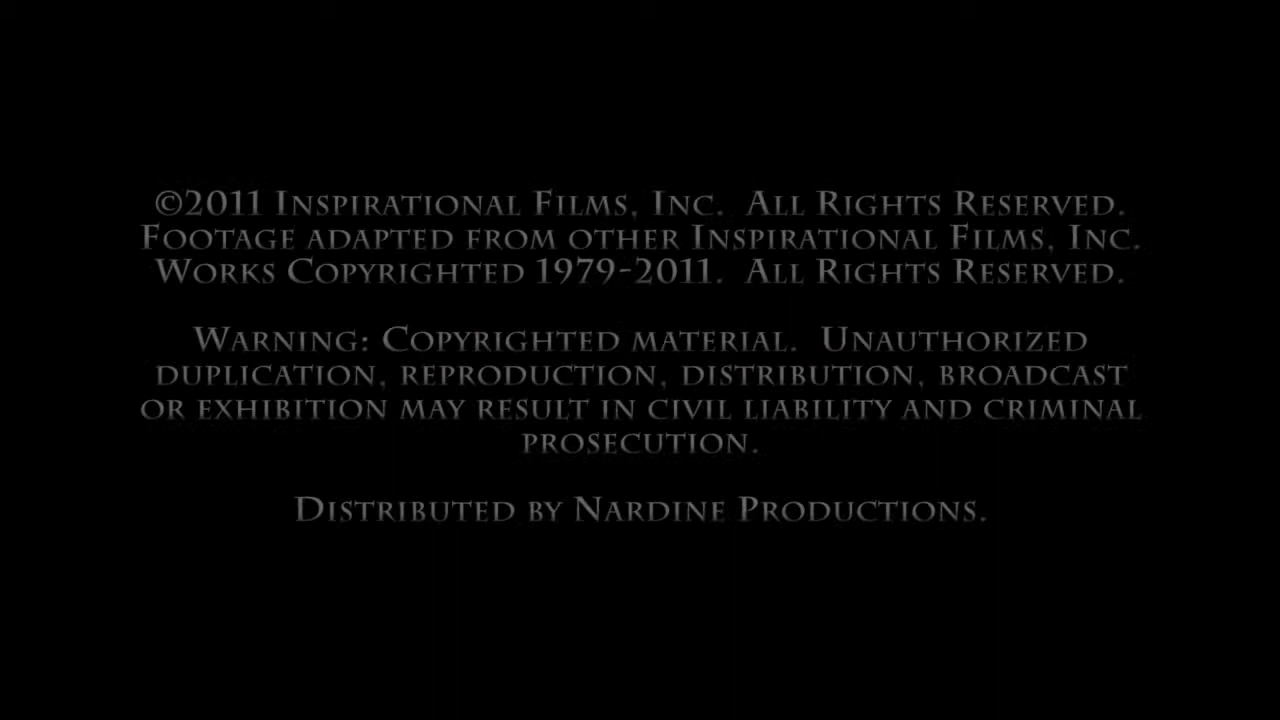 ©2011 Inspirational Films, Inc.  All Rights Reserved.
Footage adapted from other Inspirational Films, Inc.
Works Copyrighted 1979-2011.  All Rights Reserved.
Warning: Copyrighted material.  Unauthorized
duplication, reproduction, distribution, broadcast
or exhibition may result in civil liability and criminal
prosecution.
Distributed by Nardine Productions.